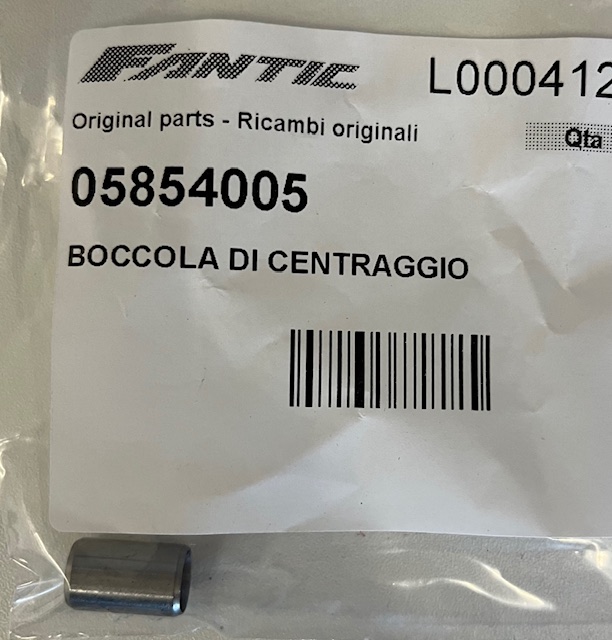 FANTIC
L000412
Original parts - Ricambi originali
Qta
05854005
BOCCOLA DI CENTRAGGIO